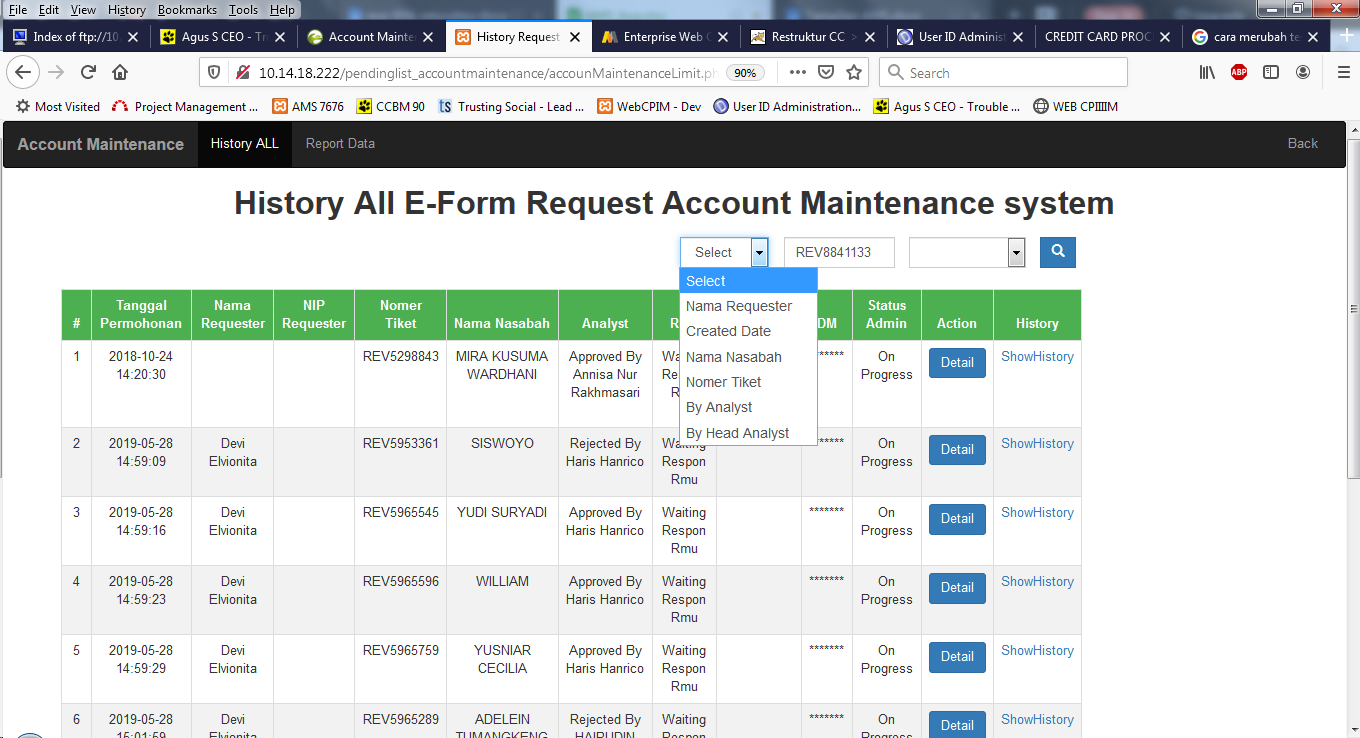 File Edit View History Bookmarks Tools Help
Index of ftp://10. Agus S CEO - Tr Account Mainte History Request Enterprise Web C Restruktur CC > User ID Administ CREDIT CARD PROC cara merubah te
10.14.18.222/pendinglist_accountmaintenance/accounMaintenanceLimit.ph 90% Search
Most Visited Project Management ... AMS 7676 CCBM 90 Trusting Social - Lead ... WebCPIM - Dev User ID Administration... Agus S CEO - Trouble ... WEB CPIIIIM
Account Maintenance History ALL Report Data Back
History All E-Form Request Account Maintenance system
Select REV8841133
Select
Nama Requester
Created Date
Nama Nasabah
Nomer Tiket
By Analyst
By Head Analyst
# Tanggal Permohonan Nama Requester NIP Requester Nomer Tiket Nama Nasabah Analyst DM Status Admin Action History
1 2018-10-24 REV5298843 MIRA KUSUMA Approved By On Detail ShowHistory
14:20:30 WARDHANI Annisa Nur Progress
Rakhmasari
2 2019-05-28 Devi REV5953361 SISWOYO Rejected By Waiting On Detail ShowHistory
14:59:09 Elvionita Haris Hanrico Respon Progress
Rmu
3 2019-05-28 Devi REV5965545 YUDI SURYADI Approved By Waiting ******* On Detail ShowHistory
14:59:16 Elvionita Haris Hanrico Respon Progress
Rmu
4 2019-05-28 Devi REV5965596 WILLIAM Approved By Waiting ******* On Detail ShowHistory
14:59:23 Elvionita Haris Hanrico Respon Progress
Rmu
5 2019-05-28 Devi REV5965759 YUSNIAR Approved By Waiting ******* On Detail ShowHistory
14:59:29 Elvionita CECILIA Haris Hanrico Respon Progress
Rmu
6 2019-05-28 Devi REV5965289 ADELEIN Rejected By Waiting ******* On Detail ShowHistory
15:01:59 Elvionita TUMANGKENG HAIRUDIN Respon Progress